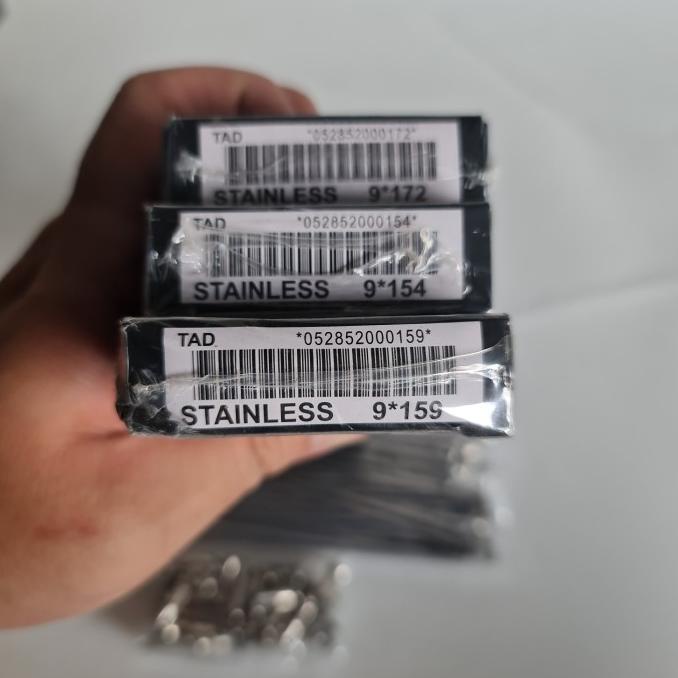 TAD *052852000172*
STAINLESS 9*172
TAD *052852000154*
STAINLESS 9*154
TAD *052852000159*
STAINLESS 9*159